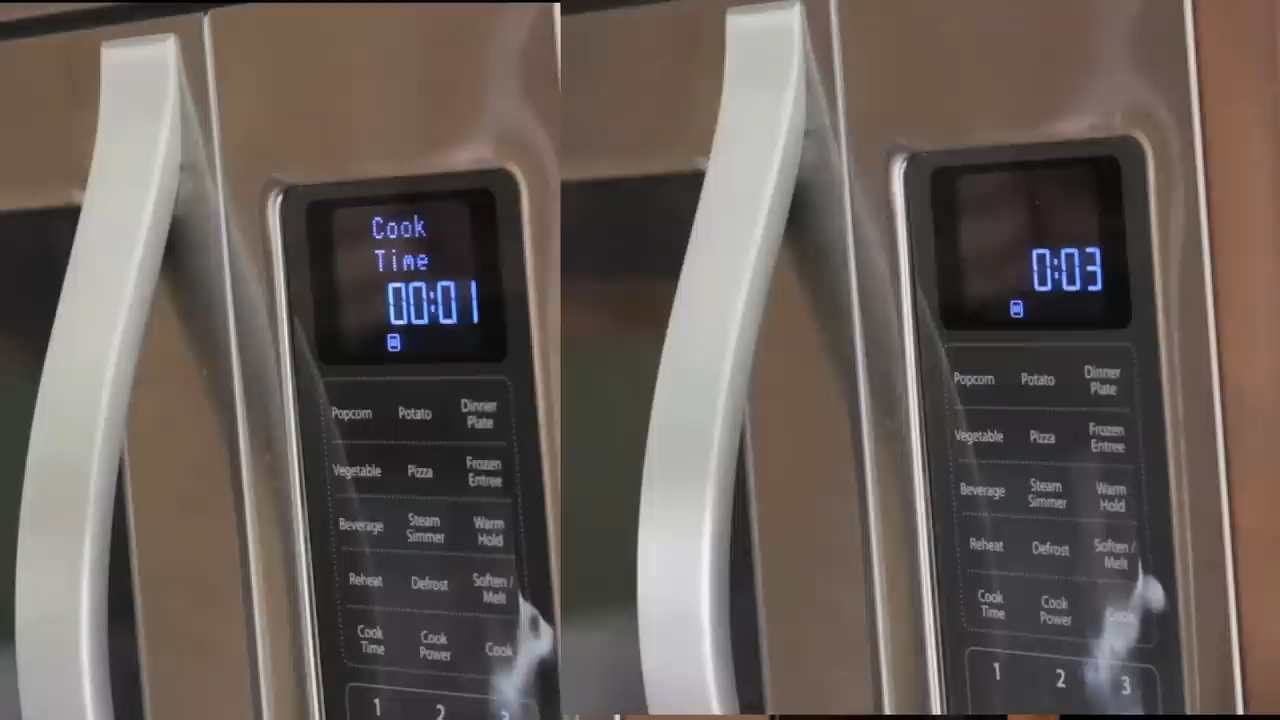 Cook
Time
00:01
Popcorn Potato Dinner Plate
Vegetable Pizza Frozen Entree
Beverage Steam Simmer Warm Hold
Reheat Defrost Soften / Melt
Cook Time Cook Power Cook
1 2 3
0:03
Popcorn Potato Dinner Plate
Vegetable Pizza Frozen Entree
Beverage Steam Simmer Warm Hold
Reheat Defrost Soften / Melt
Cook Time Cook Power Cook
1 2 3